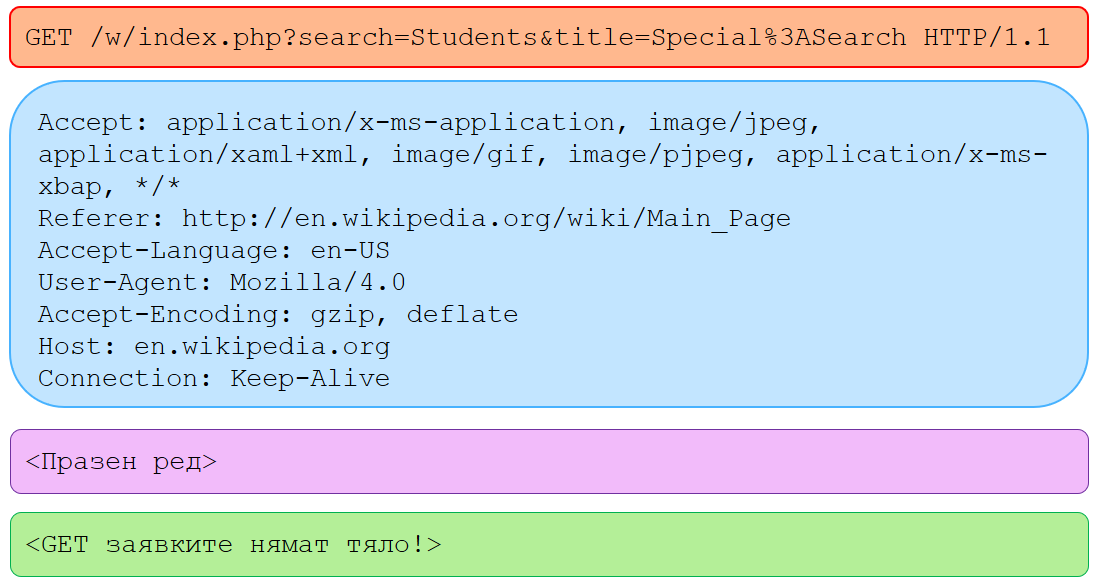 GET /w/index.php?search=Students&title=Special%3ASearch HTTP/1.1
Accept: application/x-ms-application, image/jpeg,
application/xaml+xml, image/gif, image/pjpeg, application/x-ms-
xbap, */*
Referer: http://en.wikipedia.org/wiki/Main_Page
Accept-Language: en-US
User-Agent: Mozilla/4.0
Accept-Encoding: gzip, deflate
Host: en.wikipedia.org
Connection: Keep-Alive
<Празен ред>
<GET заявките нямат тяло!>